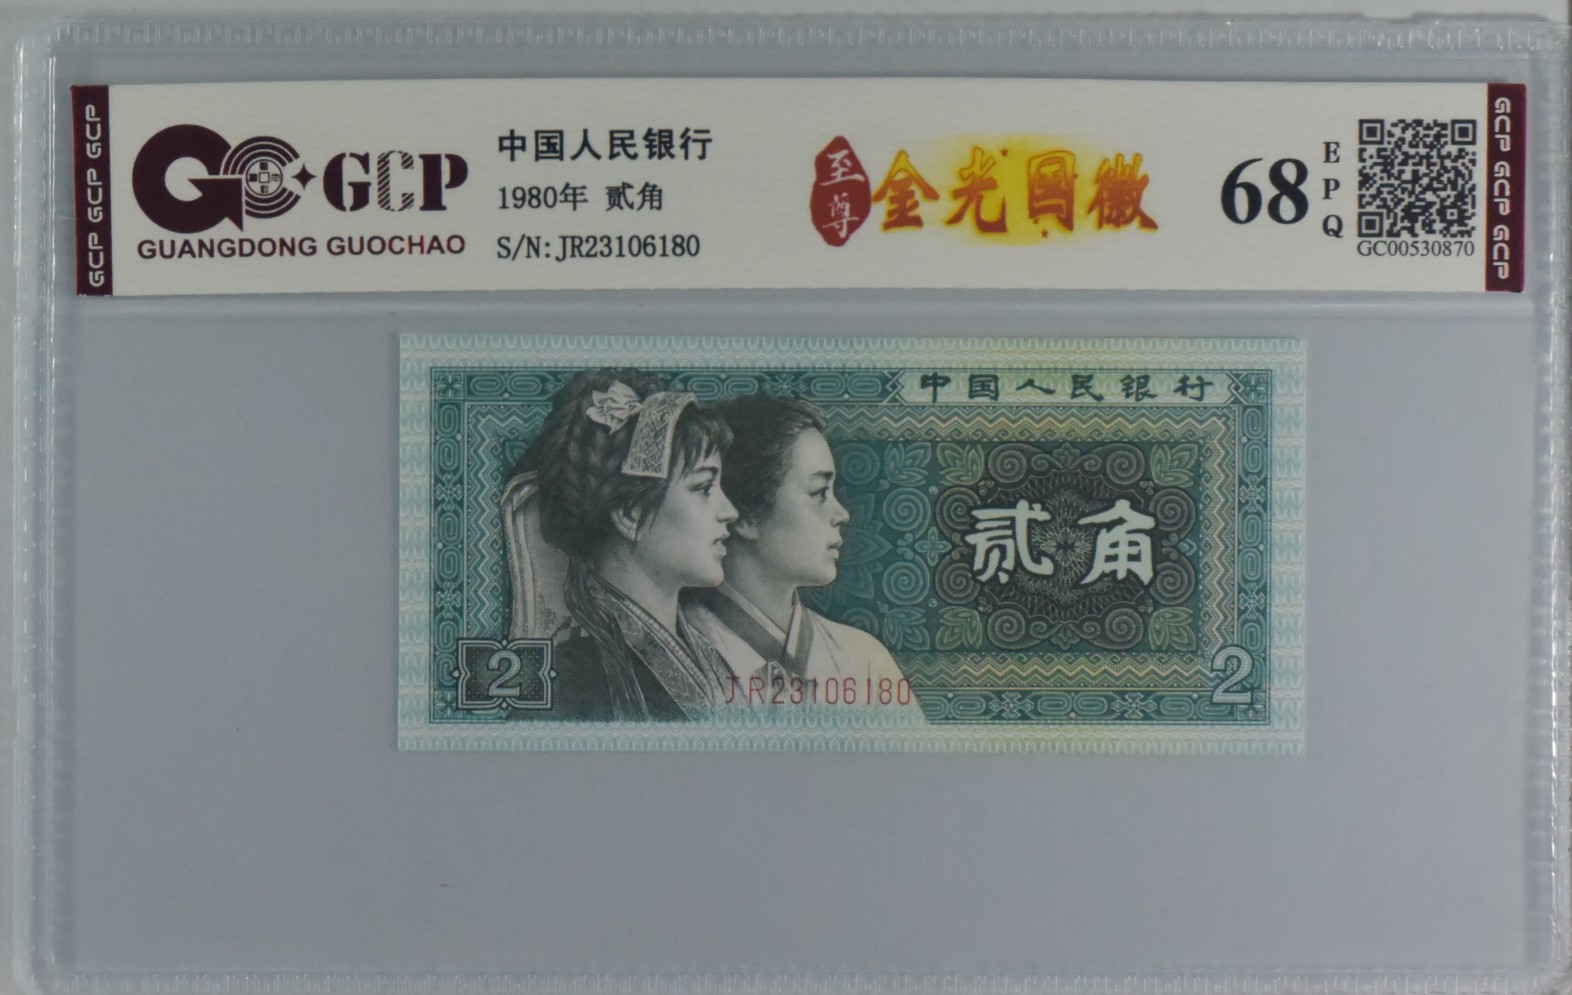 GCP GCP GCP
GCP
GUANGDONG GUOCHAO
中国人民银行
1980年 贰角
S/N:JR23106180
至尊
金光国徽
68
EPQ
GC00530870
GCP GCP GCP
中国人民银行
贰角
2
JR23106180
2